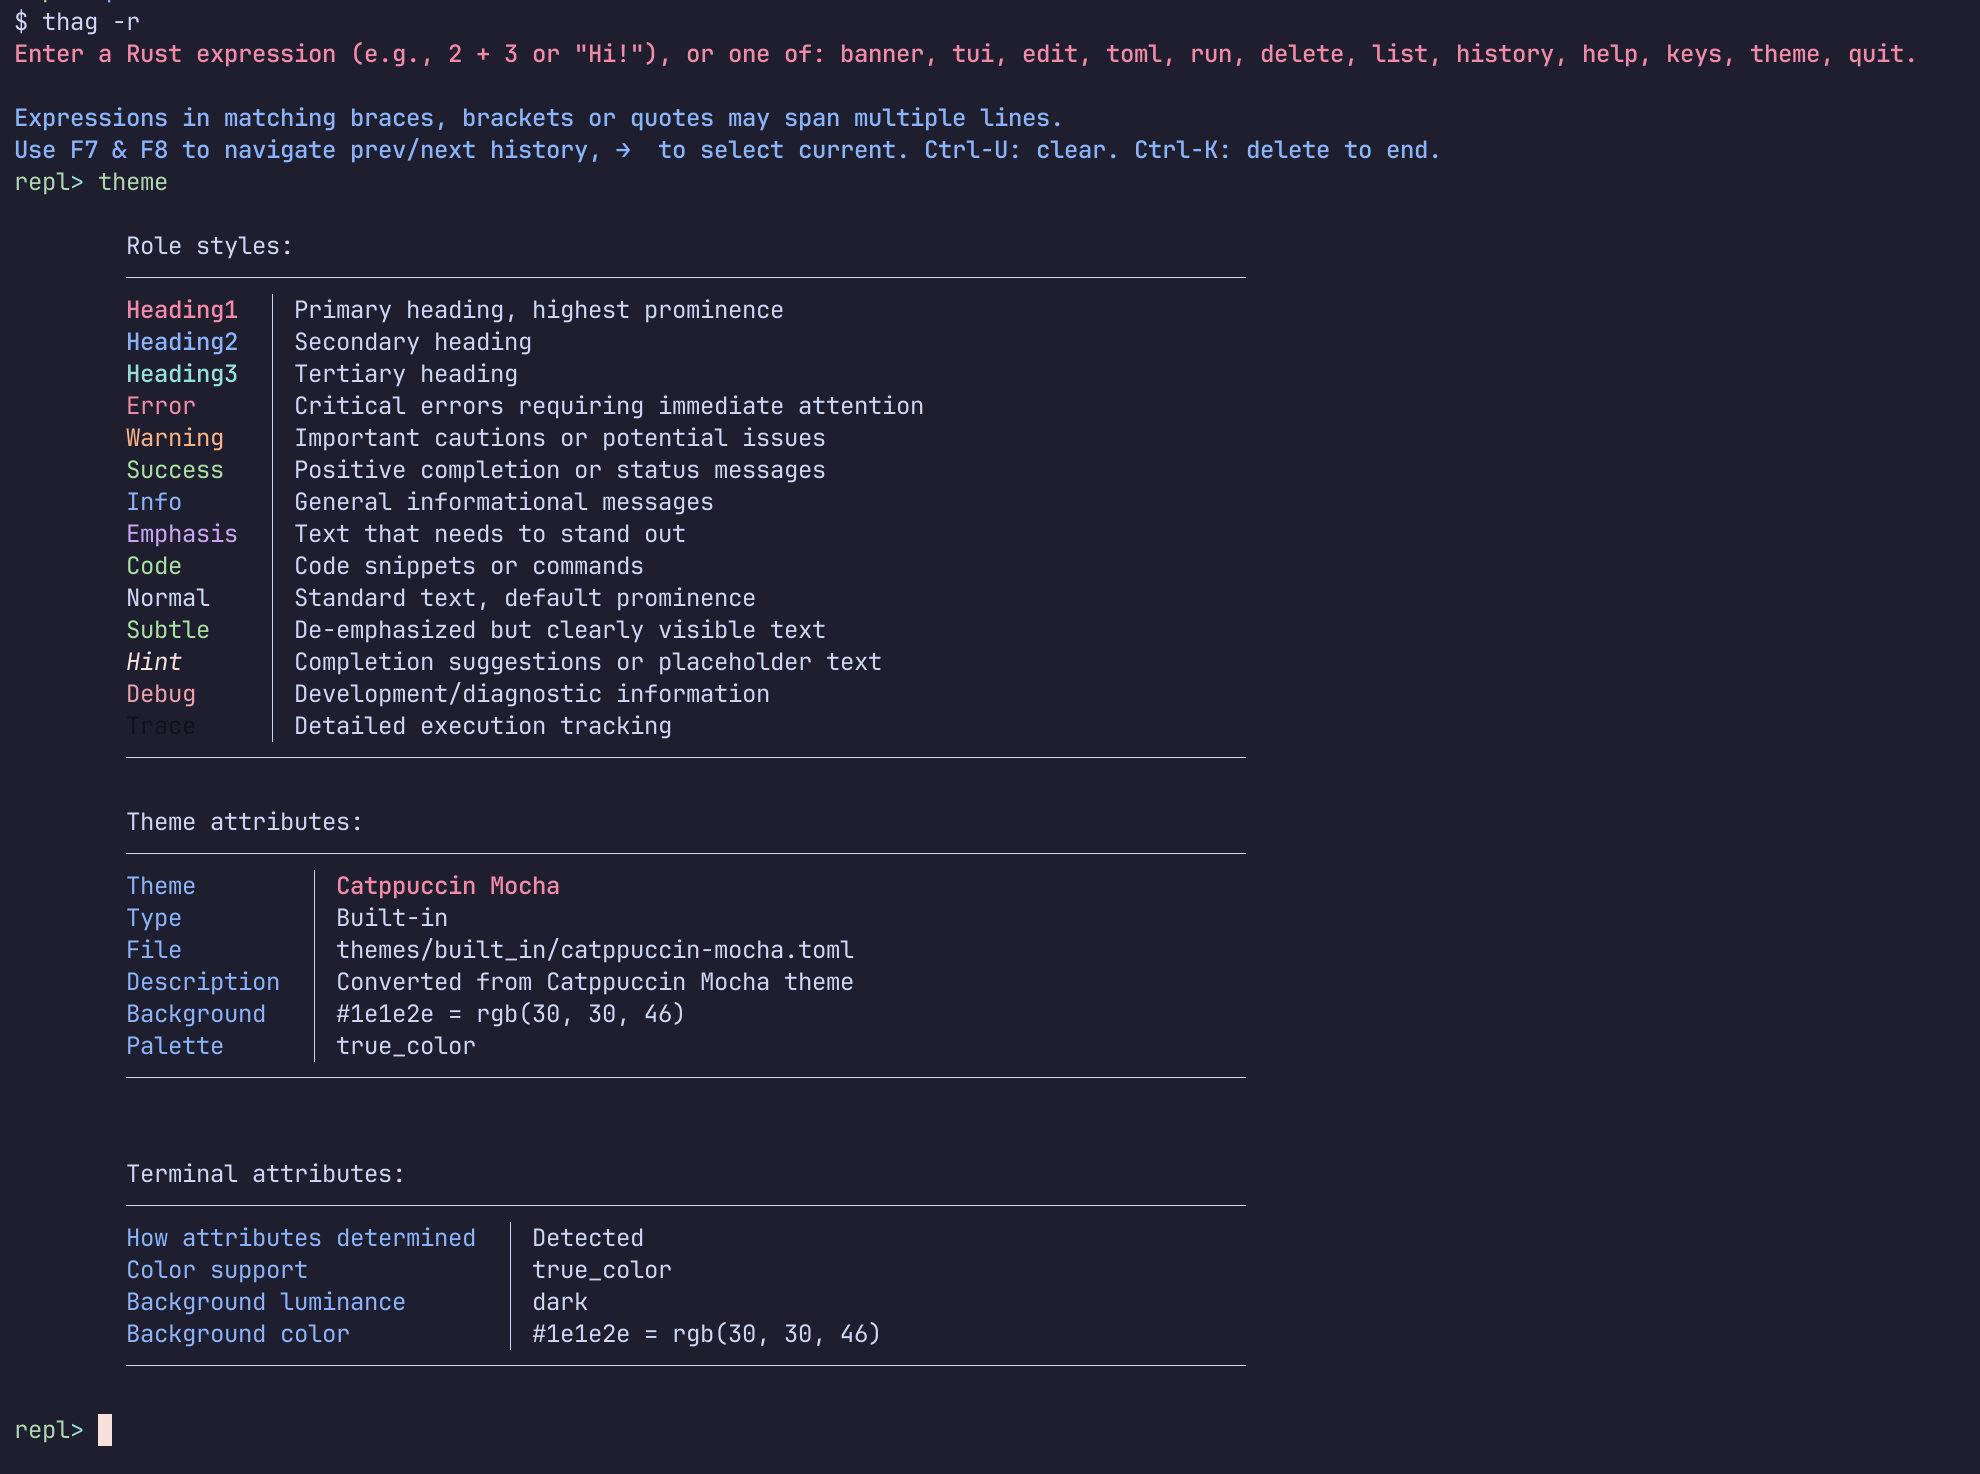 $ thag -r
Enter a Rust expression (e.g., 2 + 3 or "Hi!"), or one of: banner, tui, edit, toml, run, delete, list, history, help, keys, theme, quit.
Expressions in matching braces, brackets or quotes may span multiple lines.
Use F7 & F8 to navigate prev/next history, →  to select current. Ctrl-U: clear. Ctrl-K: delete to end.
repl> theme
Role styles:
Heading1 │ Primary heading, highest prominence
Heading2 │ Secondary heading
Heading3 │ Tertiary heading
Error │ Critical errors requiring immediate attention
Warning │ Important cautions or potential issues
Success │ Positive completion or status messages
Info │ General informational messages
Emphasis │ Text that needs to stand out
Code │ Code snippets or commands
Normal │ Standard text, default prominence
Subtle │ De-emphasized but clearly visible text
Hint │ Completion suggestions or placeholder text
Debug │ Development/diagnostic information
Trace │ Detailed execution tracking
Theme attributes:
Theme │ Catppuccin Mocha
Type │ Built-in
File │ themes/built_in/catppuccin-mocha.toml
Description │ Converted from Catppuccin Mocha theme
Background │ #1e1e2e = rgb(30, 30, 46)
Palette │ true_color
Terminal attributes:
How attributes determined │ Detected
Color support │ true_color
Background luminance │ dark
Background color │ #1e1e2e = rgb(30, 30, 46)
repl>